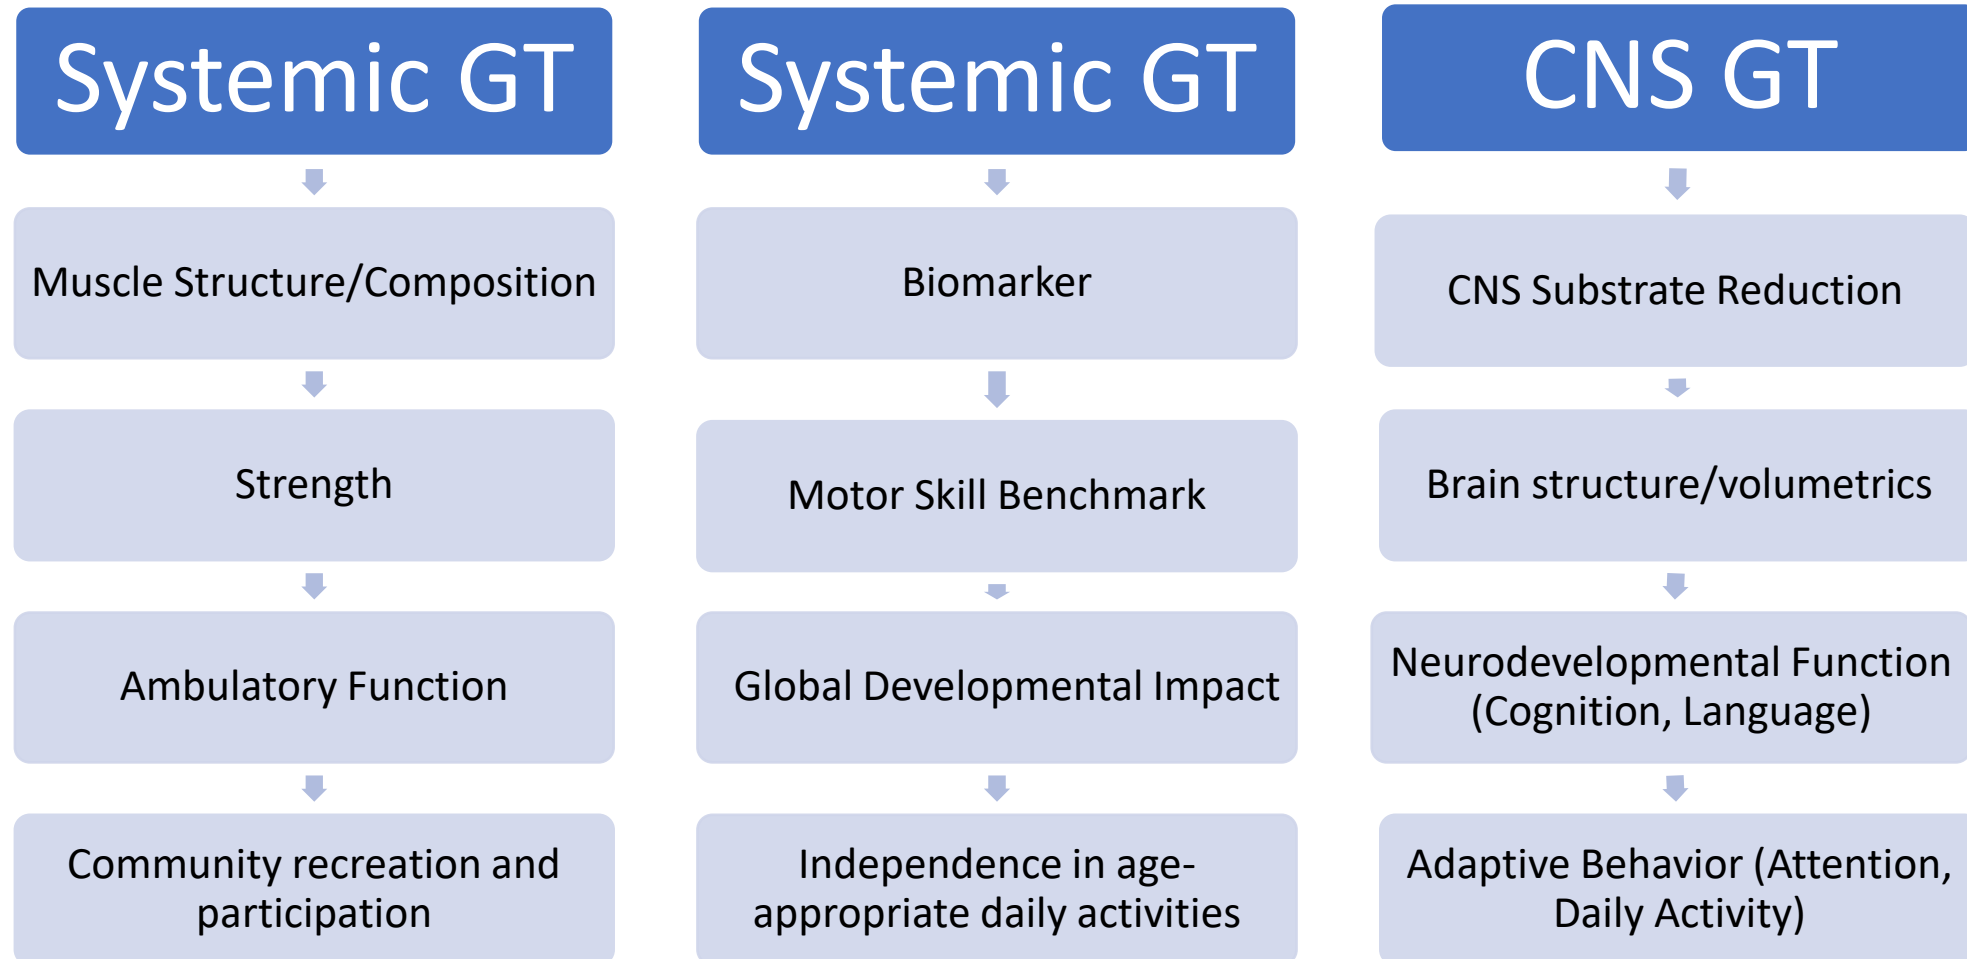 Systemic GT
Muscle Structure/Composition
Strength
Ambulatory Function
Community recreation and
participation
Systemic GT
Biomarker
Motor Skill Benchmark
Global Developmental Impact
Independence in age-
appropriate daily activities
CNS GT
CNS Substrate Reduction
Brain structure/volumetrics
Neurodevelopmental Function
(Cognition, Language)
Adaptive Behavior (Attention,
Daily Activity)